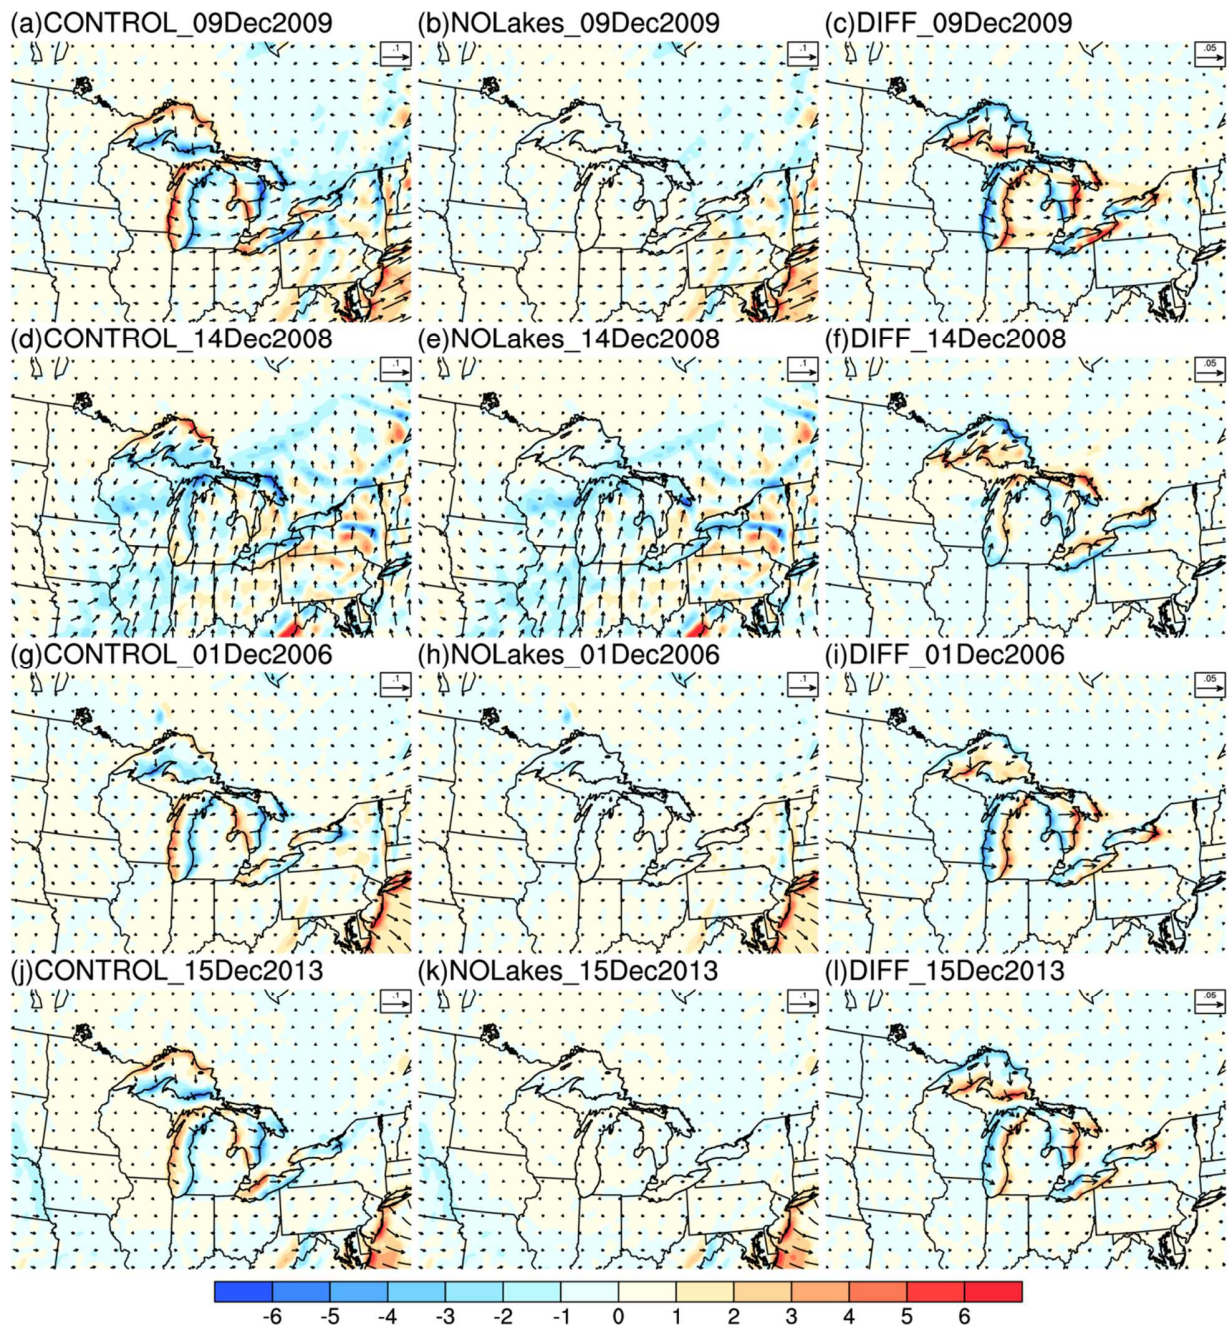 (a)CONTROL_09Dec2009 (b)NOLakes_09Dec2009 (c)DIFF_09Dec2009
.1 .1 .05
(d)CONTROL_14Dec2008 (e)NOLakes_14Dec2008 (f)DIFF_14Dec2008
.1 .1 .05
(g)CONTROL_01Dec2006 (h)NOLakes_01Dec2006 (i)DIFF_01Dec2006
.1 .1 .05
(j)CONTROL_15Dec2013 (k)NOLakes_15Dec2013 (l)DIFF_15Dec2013
.1 .1 .05
-6 -5 -4 -3 -2 -1 0 1 2 3 4 5 6